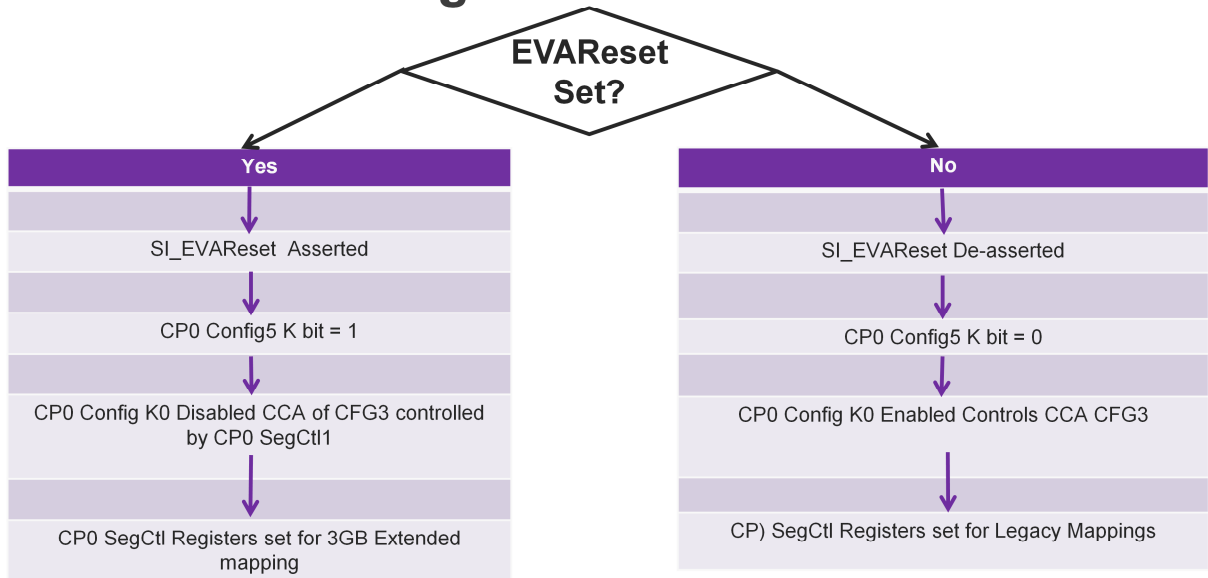 EVAReset
Set?
Yes
SI_EVAReset Asserted
CP0 Config5 K bit = 1
CP0 Config K0 Disabled CCA of CFG3 controlled
by CP0 SegCtl1
CP0 SegCtl Registers set for 3GB Extended
mapping
No
SI_EVAReset De-asserted
CP0 Config5 K bit = 0
CP0 Config K0 Enabled Controls CCA CFG3
CP) SegCtl Registers set for Legacy Mappings